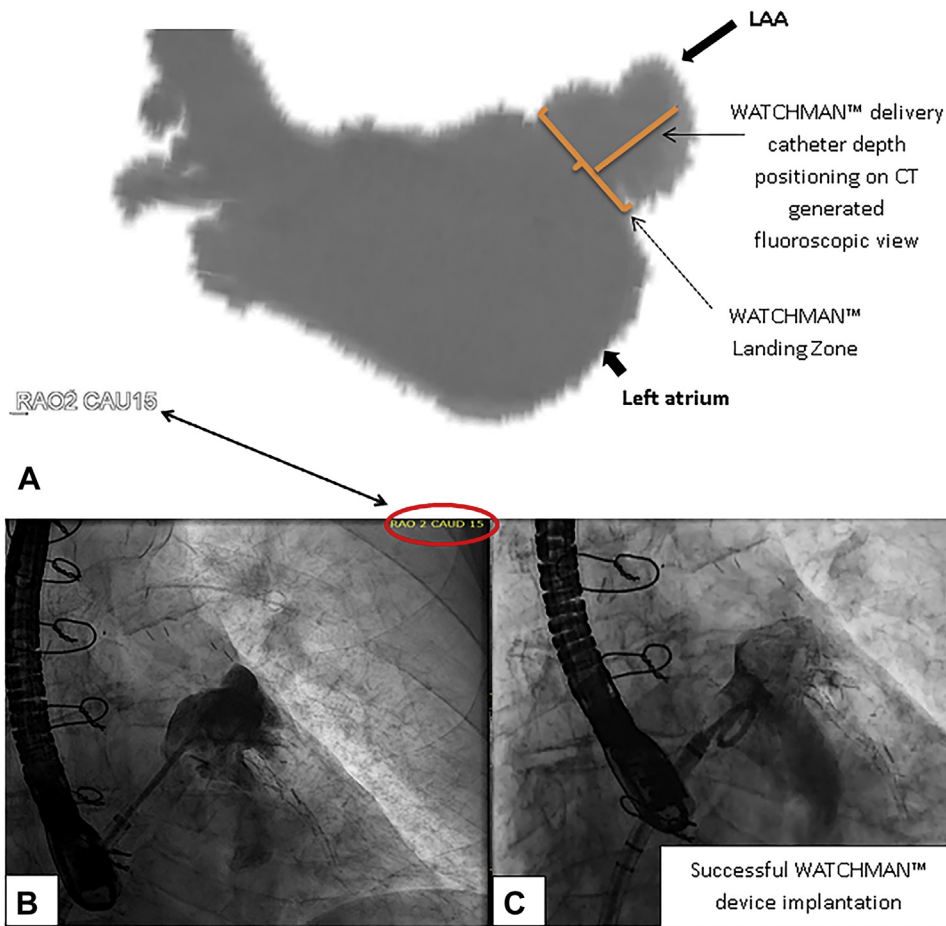 LAA
WATCHMAN™ delivery
catheter depth
positioning on CT
generated
fluoroscopic view
WATCHMAN™
Landing Zone
Left atrium
RAO2 CAU15
A
RAO 2 CAUD 15
B
C
Successful WATCHMAN™
device implantation